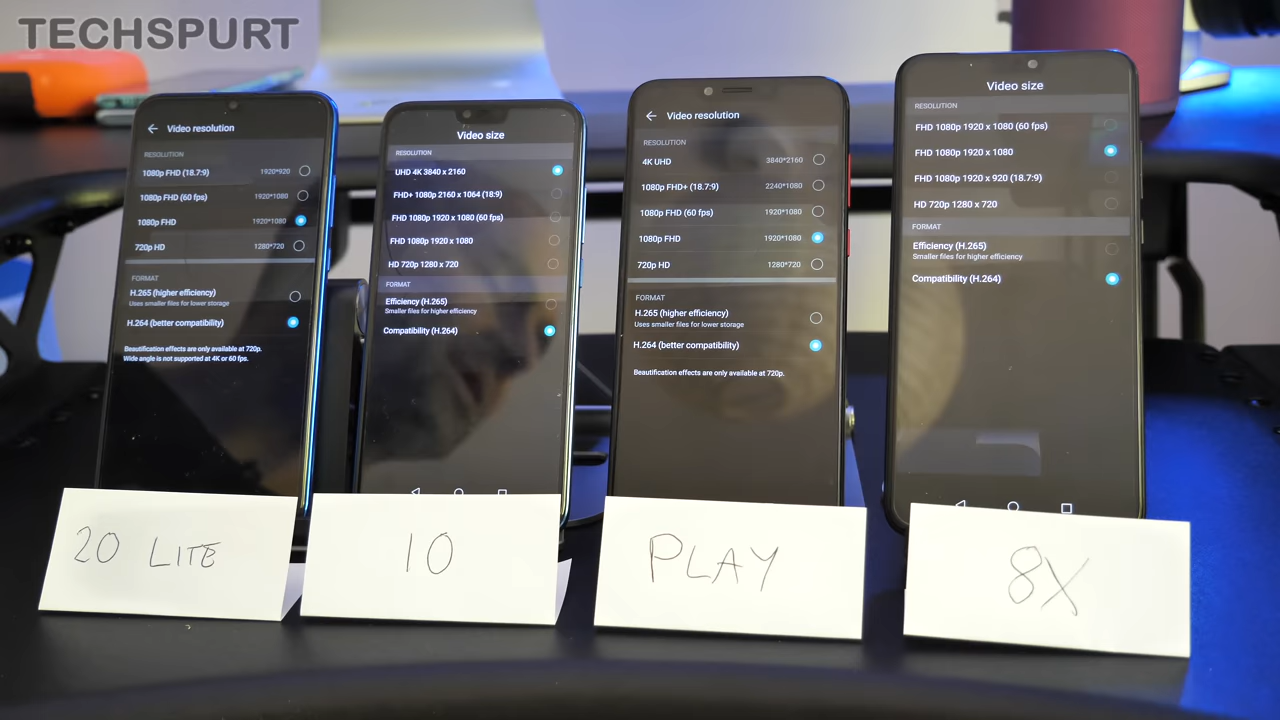 TECHSPURT
Video resolution
RESOLUTION
1080p FHD (18.7:9) 1920*920
1080p FHD (60 fps) 1920*1080
1080p FHD 1920*1080
720p HD 1280*720
FORMAT
H.265 (higher efficiency)
Uses smaller files for lower storage
H.264 (better compatibility)
Beautification effects are only available at 720p.
Wide angle is not supported at 4K or 60 fps.
20 LITE
Video size
RESOLUTION
UHD 4K 3840 x 2160
FHD+ 1080p 2160 x 1064 (18:9)
FHD 1080p 1920 x 1080 (60 fps)
FHD 1080p 1920 x 1080
HD 720p 1280 x 720
FORMAT
Efficiency (H.265)
Smaller files for higher efficiency
Compatibility (H.264)
10
Video resolution
RESOLUTION
4K UHD 3840*2160
1080p FHD+ (18.7:9) 2240*1080
1080p FHD (60 fps) 1920*1080
1080p FHD 1920*1080
720p HD 1280*720
FORMAT
H.265 (higher efficiency)
Uses smaller files for lower storage
H.264 (better compatibility)
Beautification effects are only available at 720p.
PLAY
Video size
RESOLUTION
FHD 1080p 1920 x 1080 (60 fps)
FHD 1080p 1920 x 1080
FHD 1080p 1920 x 920 (18.7:9)
HD 720p 1280 x 720
FORMAT
Efficiency (H.265)
Smaller files for higher efficiency
Compatibility (H.264)
8X